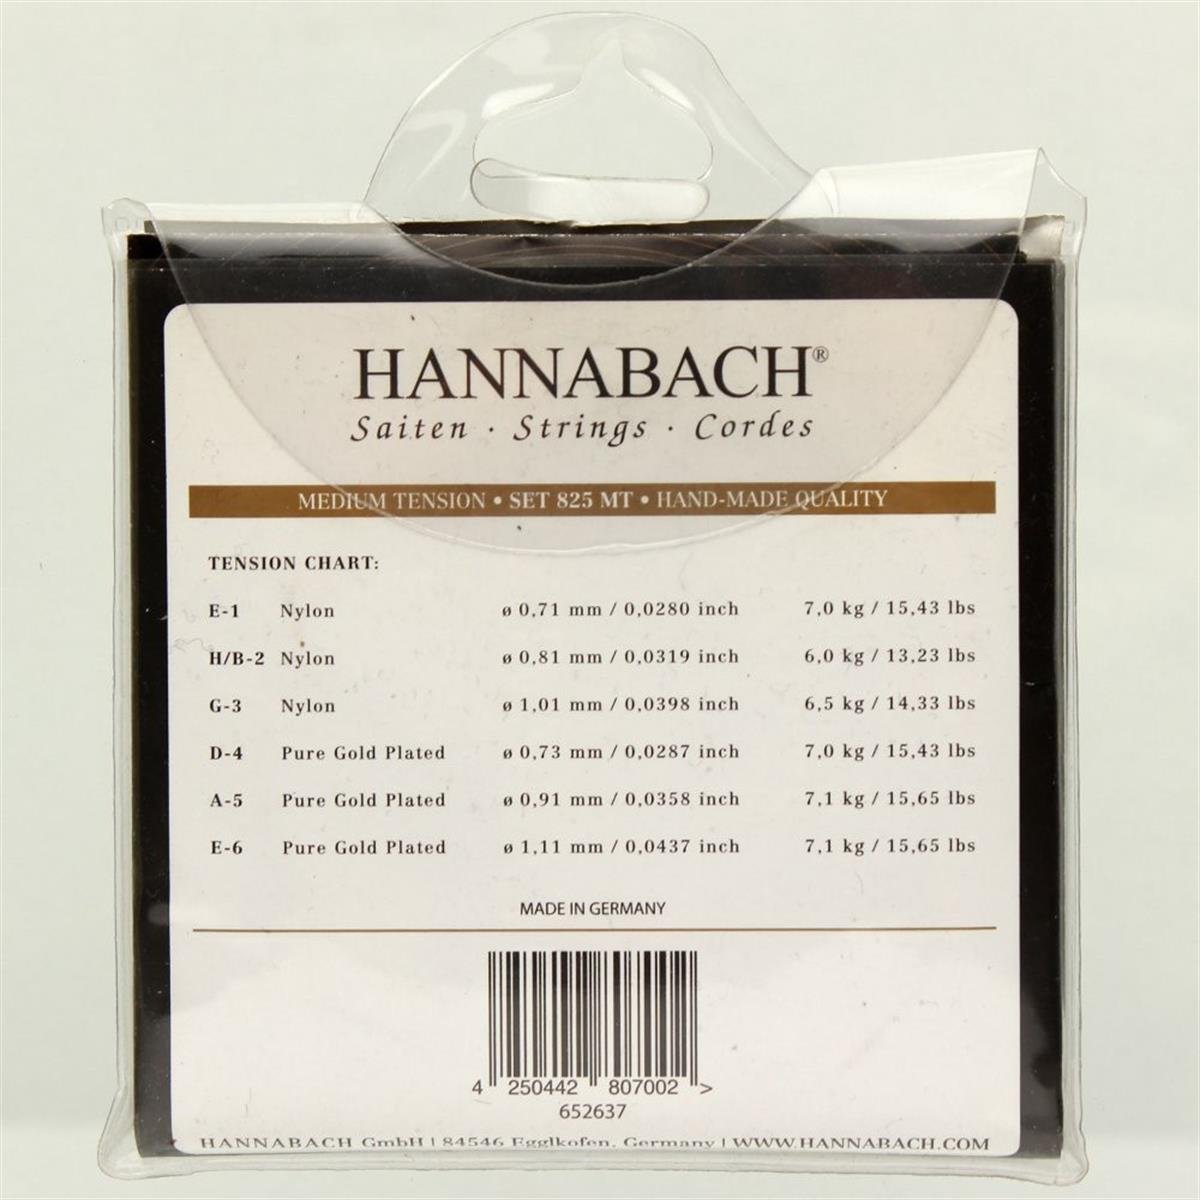 HANNABACH®
Saiten · Strings · Cordes
MEDIUM TENSION • SET 825 MT • HAND-MADE QUALITY
TENSION CHART:
E-1 Nylon ø 0,71 mm / 0,0280 inch 7,0 kg / 15,43 lbs
H/B-2 Nylon ø 0,81 mm / 0,0319 inch 6,0 kg / 13,23 lbs
G-3 Nylon ø 1,01 mm / 0,0398 inch 6,5 kg / 14,33 lbs
D-4 Pure Gold Plated ø 0,73 mm / 0,0287 inch 7,0 kg / 15,43 lbs
A-5 Pure Gold Plated ø 0,91 mm / 0,0358 inch 7,1 kg / 15,65 lbs
E-6 Pure Gold Plated ø 1,11 mm / 0,0437 inch 7,1 kg / 15,65 lbs
MADE IN GERMANY
4 250442 807002 >
652637
HANNABACH GmbH | 84546 Egglkofen, Germany | WWW.HANNABACH.COM